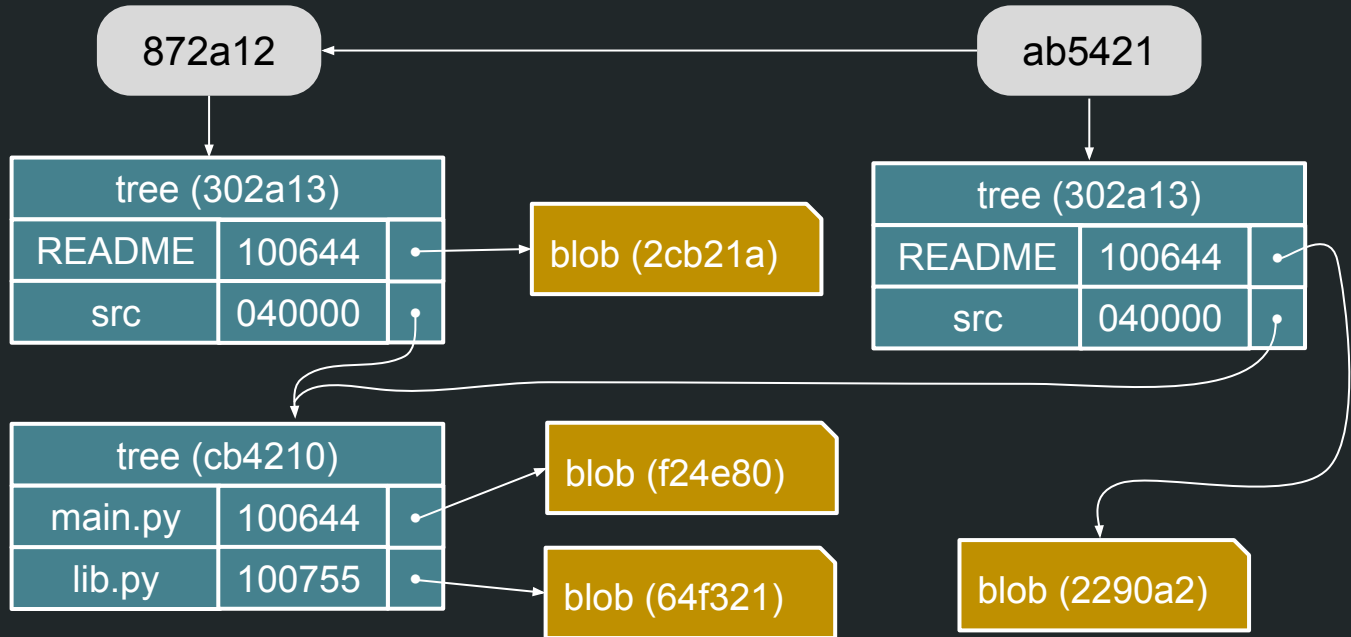 872a12
ab5421
tree (302a13)
README 100644
src 040000
blob (2cb21a)
tree (302a13)
README 100644
src 040000
tree (cb4210)
main.py 100644
lib.py 100755
blob (f24e80)
blob (64f321)
blob (2290a2)